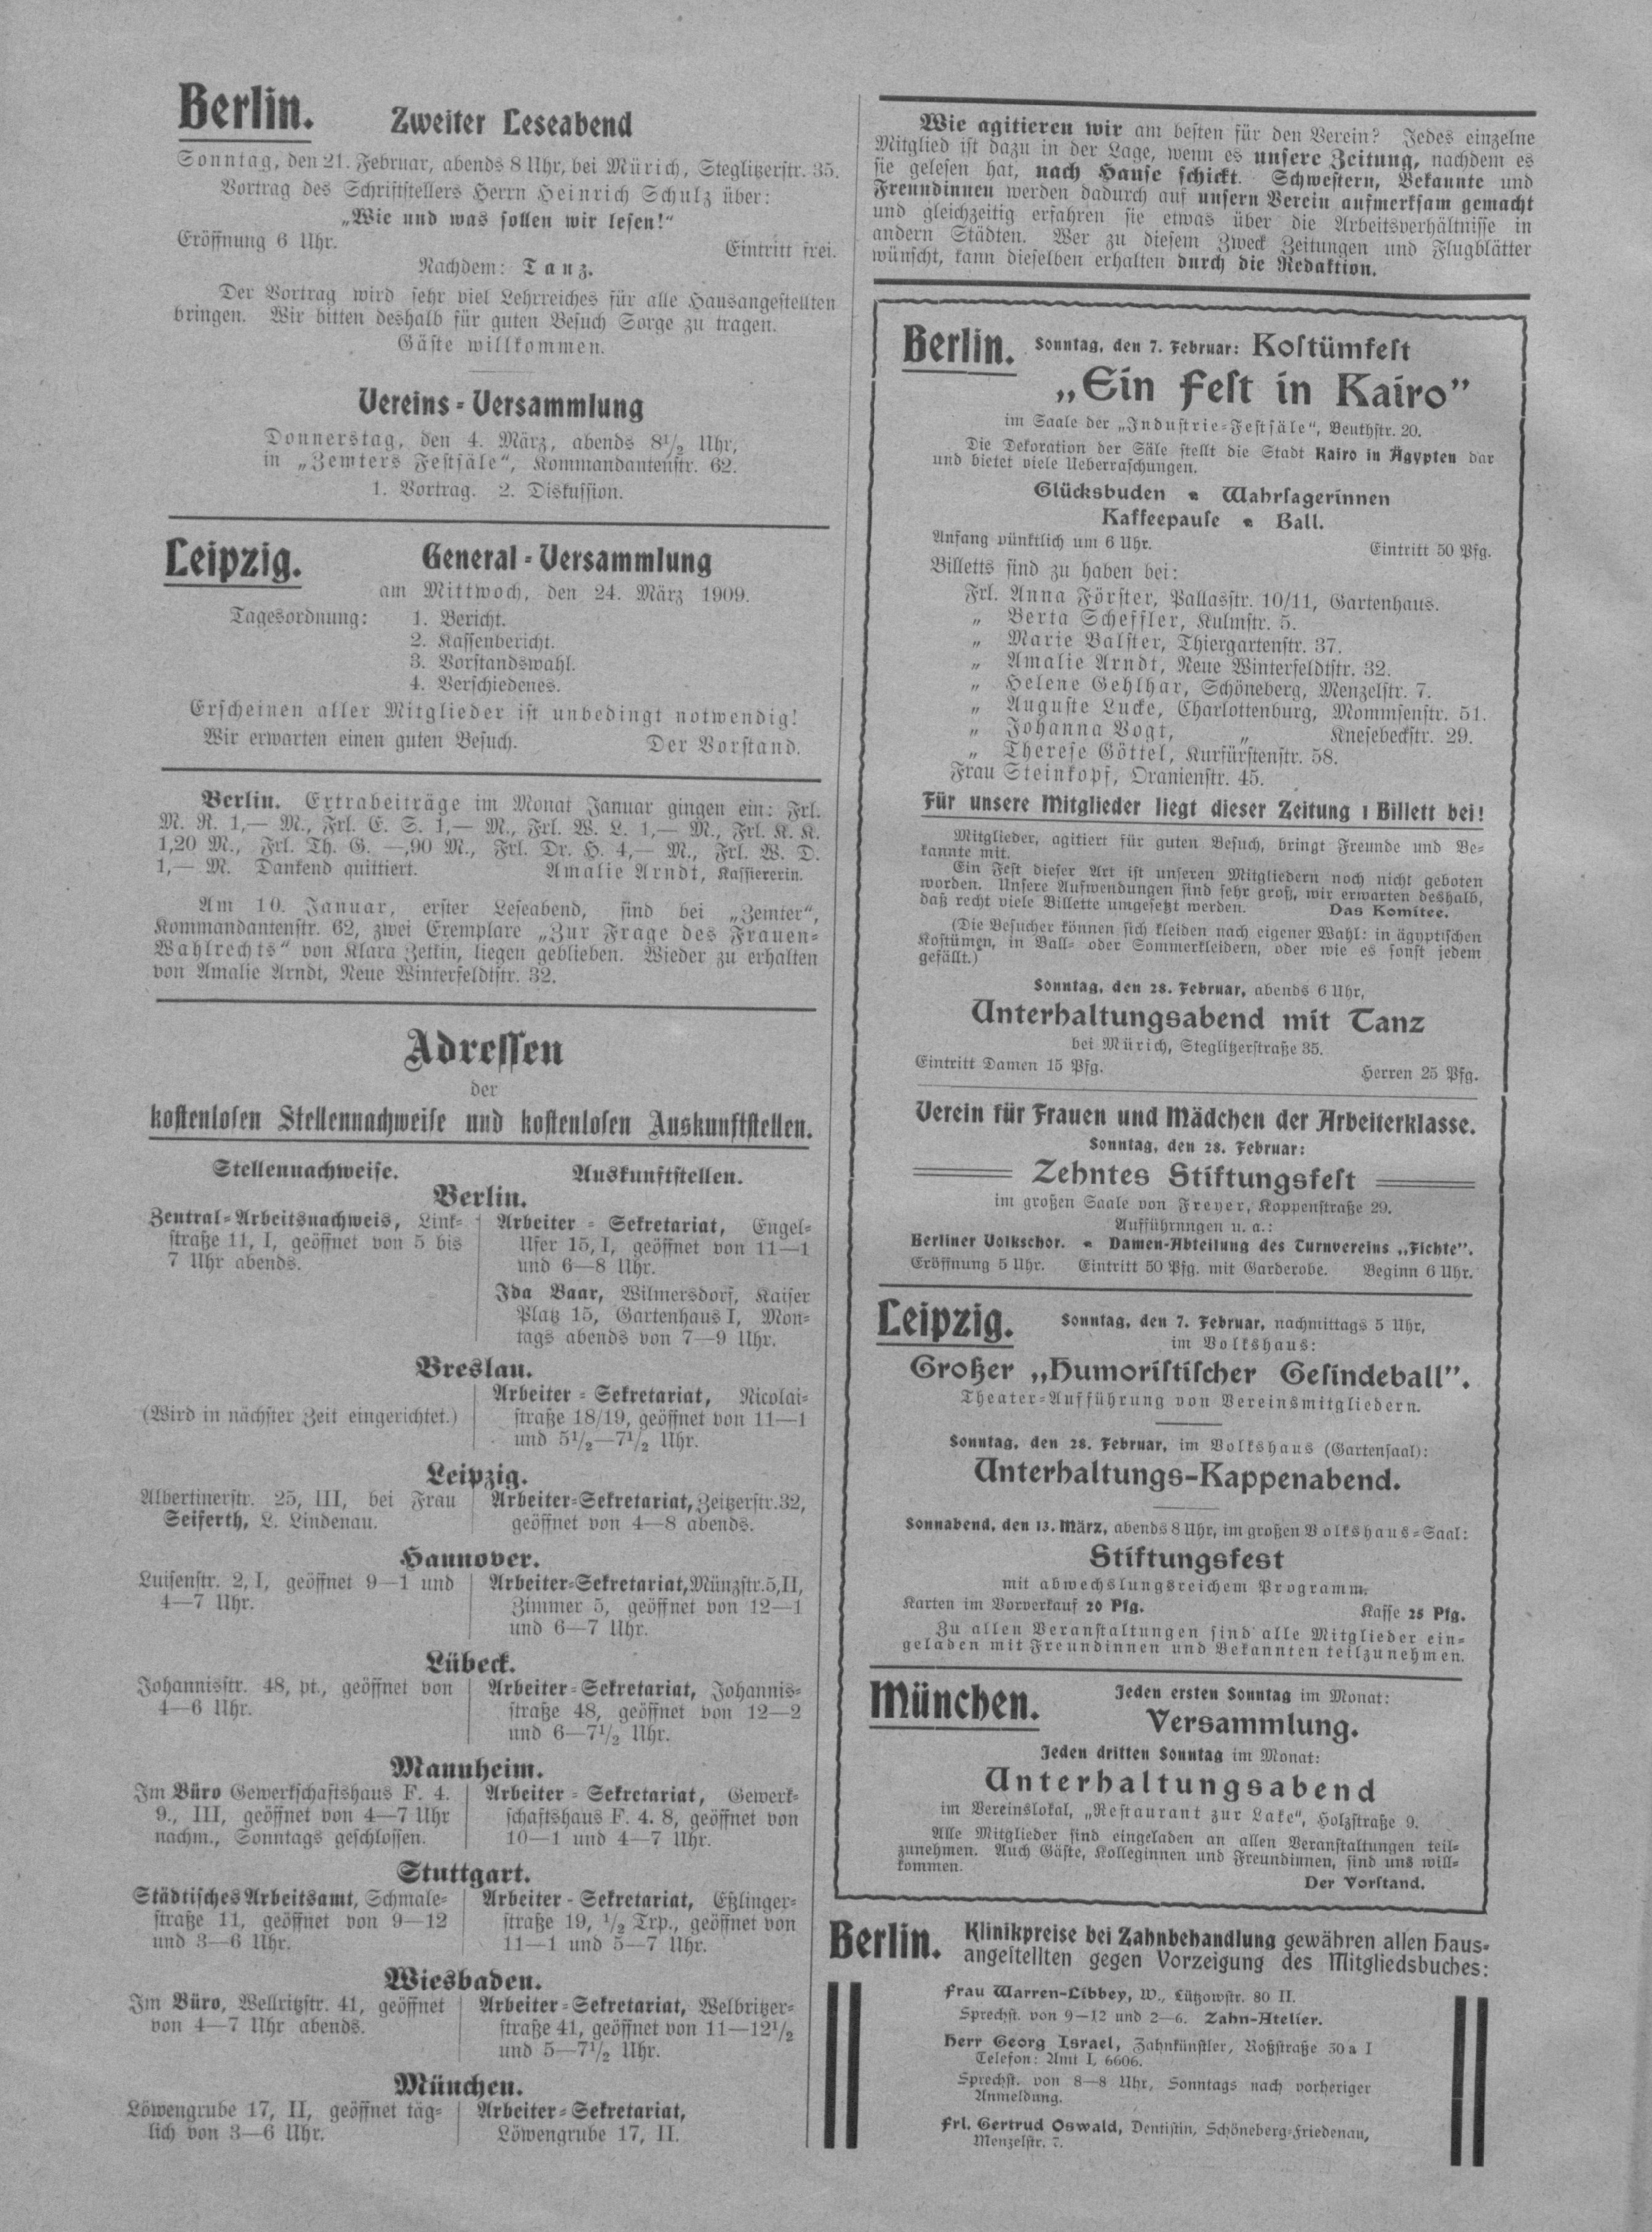 Berlin. Zweiter Leseabend
Sonntag, den 21. Februar, abends 8 Uhr, bei Mürich, Steglitzerstr. 35.
Vortrag des Schriftstellers Herrn Heinrich Schulz über:
„Wie und was sollen wir lesen!“
Eröffnung 6 Uhr. Eintritt frei.
Nachdem: Tanz.
Der Vortrag wird sehr viel Lehrreiches für alle Hausangestellten
bringen. Wir bitten deshalb für guten Besuch Sorge zu tragen.
Gäste willkommen.
Vereins-Versammlung
Donnerstag, den 4. März, abends 8½ Uhr,
in „Zemters Festsäle“, Kommandantenstr. 62.
1. Vortrag. 2. Diskussion.
Leipzig. General-Versammlung
am Mittwoch, den 24. März 1909.
Tagesordnung: 1. Bericht.
2. Kassenbericht.
3. Vorstandswahl.
4. Verschiedenes.
Erscheinen aller Mitglieder ist unbedingt notwendig!
Wir erwarten einen guten Besuch. Der Vorstand.
Berlin. Extrabeiträge im Monat Januar gingen ein: Frl.
M. R. 1,— M., Frl. E. S. 1,— M., Frl. W. L. 1,— M., Frl. K. K.
1,20 M., Frl. Th. G. —,90 M., Frl. Dr. H. 4,— M., Frl. W. D.
1,— M. Dankend quittiert. Amalie Arndt, Kassiererin.
Am 10. Januar, erster Leseabend, sind bei „Zemter“,
Kommandantenstr. 62, zwei Exemplare „Zur Frage des Frauen-
Wahlrechts“ von Klara Zetkin, liegen geblieben. Wieder zu erhalten
von Amalie Arndt, Neue Winterfeldtstr. 32.
Adressen
der
kostenlosen Stellennachweise und kostenlosen Auskunftstellen.
Stellennachweise. Auskunftstellen.
Berlin.
Zentral-Arbeitsnachweis, Link-
straße 11, I, geöffnet von 5 bis
7 Uhr abends.
Arbeiter-Sekretariat, Engel-
Ufer 15, I, geöffnet von 11—1
und 6—8 Uhr.
Ida Baar, Wilmersdorf, Kaiser
Platz 15, Gartenhaus I, Mon-
tags abends von 7—9 Uhr.
Breslau.
(Wird in nächster Zeit eingerichtet.)
Arbeiter-Sekretariat, Nicolai-
straße 18/19, geöffnet von 11—1
und 5½—7½ Uhr.
Leipzig.
Albertinerstr. 25, III, bei Frau
Seiferth, L. Lindenau.
Arbeiter-Sekretariat, Zeitzerstr. 32,
geöffnet von 4—8 abends.
Hannover.
Luisenstr. 2, I, geöffnet 9—1 und
4—7 Uhr.
Arbeiter-Sekretariat, Münzstr. 5, II,
Zimmer 5, geöffnet von 12—1
und 6—7 Uhr.
Lübeck.
Johannisstr. 48, pt., geöffnet von
4—6 Uhr.
Arbeiter-Sekretariat, Johannis-
straße 48, geöffnet von 12—2
und 6—7½ Uhr.
Mannheim.
Im Büro Gewerkschaftshaus F. 4.
9., III, geöffnet von 4—7 Uhr
nachm., Sonntags geschlossen.
Arbeiter-Sekretariat, Gewerk-
schaftshaus F. 4. 8, geöffnet von
10—1 und 4—7 Uhr.
Stuttgart.
Städtisches Arbeitsamt, Schmale-
straße 11, geöffnet von 9—12
und 3—6 Uhr.
Arbeiter-Sekretariat, Eßlinger-
straße 19, ½ Trp., geöffnet von
11—1 und 5—7 Uhr.
Wiesbaden.
Im Büro, Wellritzstr. 41, geöffnet
von 4—7 Uhr abends.
Arbeiter-Sekretariat, Welbritzer-
straße 41, geöffnet von 11—12½
und 5—7½ Uhr.
München.
Löwengrube 17, II, geöffnet täg-
lich von 3—6 Uhr.
Arbeiter-Sekretariat,
Löwengrube 17, II.
Wie agitieren wir am besten für den Verein? Jedes einzelne
Mitglied ist dazu in der Lage, wenn es unsere Zeitung, nachdem es
sie gelesen hat, nach Hause schickt. Schwestern, Bekannte und
Freundinnen werden dadurch auf unsern Verein aufmerksam gemacht
und gleichzeitig erfahren sie etwas über die Arbeitsverhältnisse in
andern Städten. Wer zu diesem Zweck Zeitungen und Flugblätter
wünscht, kann dieselben erhalten durch die Redaktion.
Berlin. Sonntag, den 7. Februar: Kostümfest
„Ein Fest in Kairo”
im Saale der „Industrie-Festsäle“, Beuthstr. 20.
Die Dekoration der Säle stellt die Stadt Kairo in Ägypten dar
und bietet viele Ueberraschungen.
Glücksbuden Wahrsagerinnen
Kaffeepause Ball.
Anfang pünktlich um 6 Uhr. Eintritt 50 Pfg.
Billetts sind zu haben bei:
Frl. Anna Förster, Pallasstr. 10/11, Gartenhaus.
„ Berta Scheffler, Kulmstr. 5.
„ Marie Balster, Thiergartenstr. 37.
„ Amalie Arndt, Neue Winterfeldtstr. 32.
„ Helene Gehlhar, Schöneberg, Menzelstr. 7.
„ Auguste Lucke, Charlottenburg, Mommsenstr. 51.
„ Johanna Vogt, „ Knesebeckstr. 29.
„ Therese Göttel, Kurfürstenstr. 58.
Frau Steinkopf, Oranienstr. 45.
Für unsere Mitglieder liegt dieser Zeitung 1 Billett bei!
Mitglieder, agitiert für guten Besuch, bringt Freunde und Be-
kannte mit.
Ein Fest dieser Art ist unseren Mitgliedern noch nicht geboten
worden. Unsere Aufwendungen sind sehr groß, wir erwarten deshalb,
daß recht viele Billette umgesetzt werden. Das Komitee.
(Die Besucher können sich kleiden nach eigener Wahl: in ägyptischen
Kostümen, in Ball- oder Sommerkleidern, oder wie es sonst jedem
gefällt.)
Sonntag, den 28. Februar, abends 6 Uhr,
Unterhaltungsabend mit Tanz
bei Mürich, Steglitzerstraße 35.
Eintritt Damen 15 Pfg. Herren 25 Pfg.
Verein für Frauen und Mädchen der Arbeiterklasse.
Sonntag, den 28. Februar:
Zehntes Stiftungsfest
im großen Saale von Freyer, Koppenstraße 29.
Aufführungen u. a.:
Berliner Volkschor. Damen-Abteilung des Turnvereins „Fichte”.
Eröffnung 5 Uhr. Eintritt 50 Pfg. mit Garderobe. Beginn 6 Uhr.
Leipzig. Sonntag, den 7. Februar, nachmittags 5 Uhr,
im Volkshaus:
Großer „Humoristischer Gesindeball”.
Theater-Aufführung von Vereinsmitgliedern.
Sonntag, den 28. Februar, im Volkshaus (Gartensaal):
Unterhaltungs-Kappenabend.
Sonnabend, den 13. März, abends 8 Uhr, im großen Volkshaus-Saal:
Stiftungsfest
mit abwechslungsreichem Programm.
Karten im Vorverkauf 20 Pfg. Kasse 25 Pfg.
Zu allen Veranstaltungen sind alle Mitglieder ein-
geladen mit Freundinnen und Bekannten teilzunehmen.
München. Jeden ersten Sonntag im Monat:
Versammlung.
Jeden dritten Sonntag im Monat:
Unterhaltungsabend
im Vereinslokal, „Restaurant zur Lake“, Holzstraße 9.
Alle Mitglieder sind eingeladen an allen Veranstaltungen teil-
zunehmen. Auch Gäste, Kolleginnen und Freundinnen, sind uns will-
kommen.
Der Vorstand.
Berlin. Klinikpreise bei Zahnbehandlung gewähren allen Haus-
angestellten gegen Vorzeigung des Mitgliedsbuches:
Frau Warren-Libbey, W., Lützowstr. 80 II.
Sprechst. von 9—12 und 2—6. Zahn-Atelier.
Herr Georg Israel, Zahnkünstler, Roßstraße 30a I
Telefon: Amt I, 6606.
Sprechst. von 8—8 Uhr, Sonntags nach vorheriger
Anmeldung.
Frl. Gertrud Oswald, Dentistin, Schöneberg-Friedenau,
Menzelstr. 7.